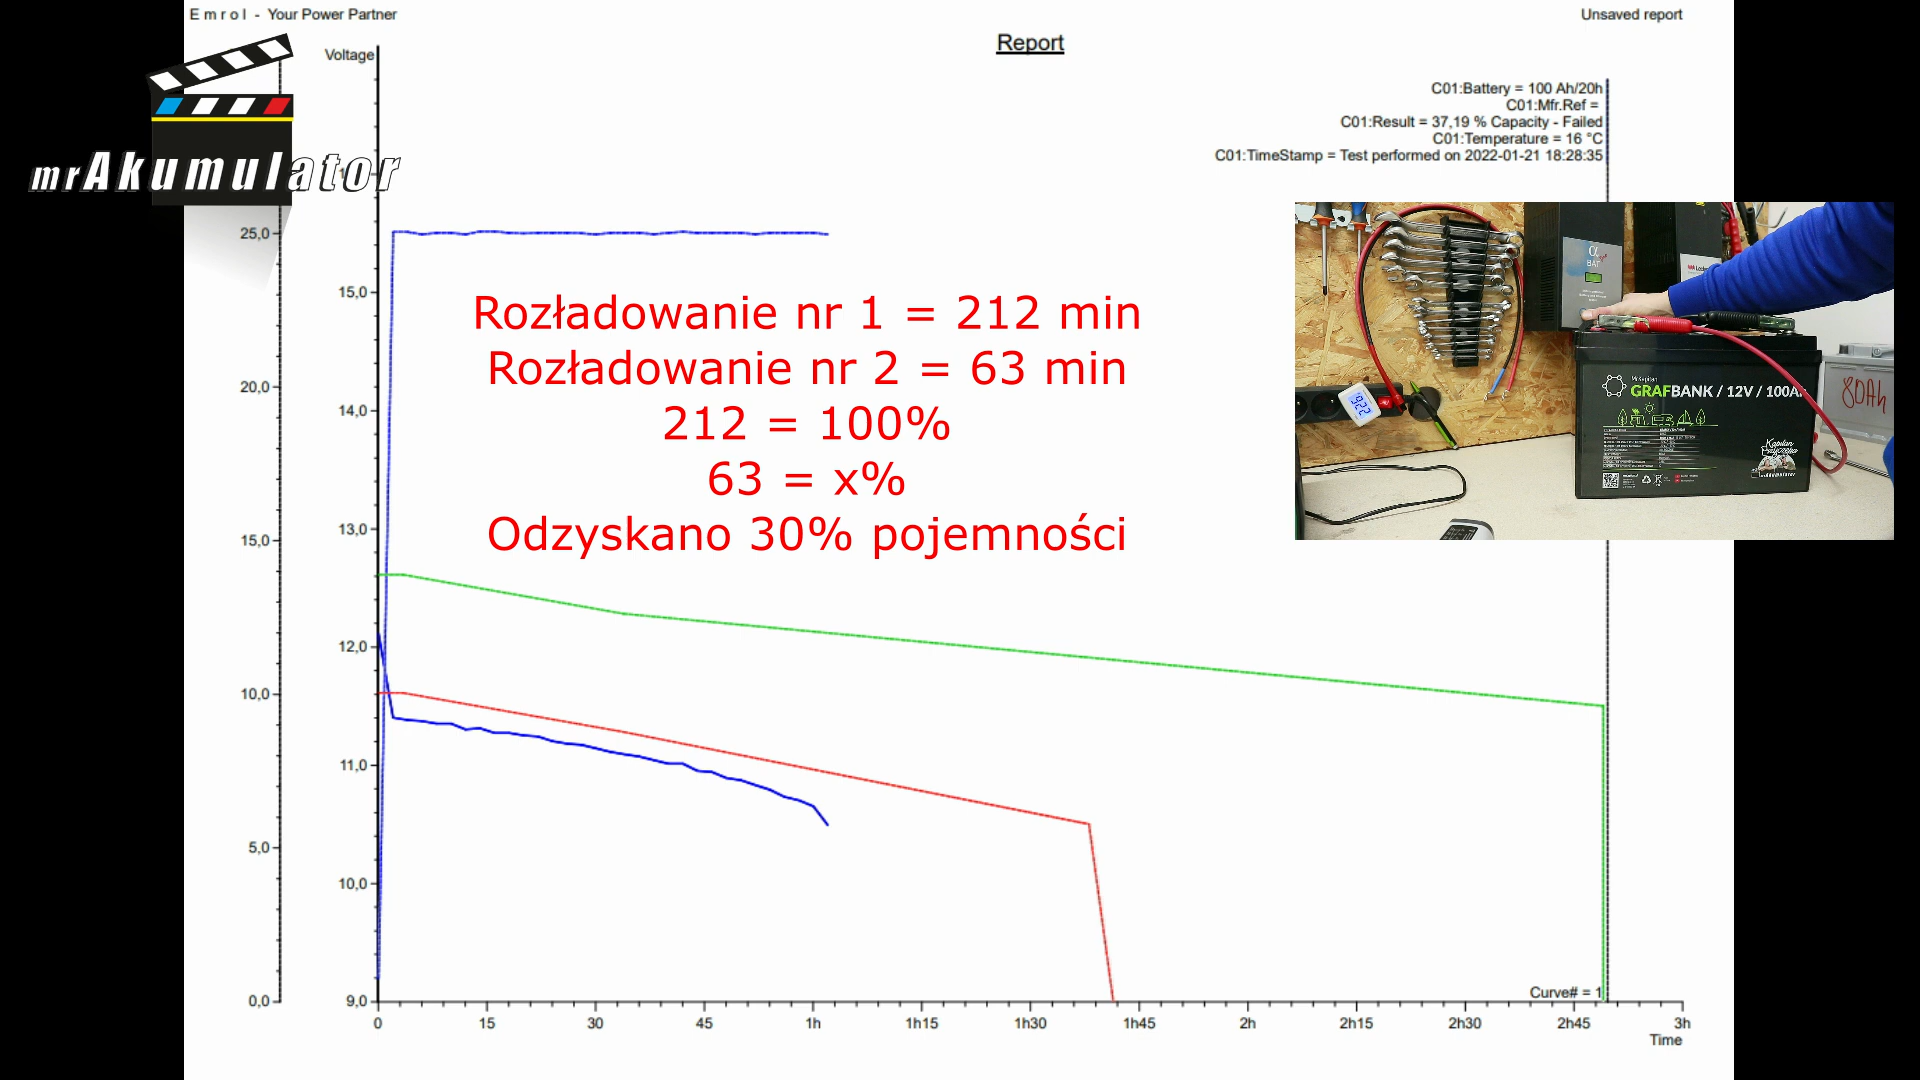 Emrol - Your Power Partner
Unsaved report
Report
Voltage
C01:Battery = 100 Ah/20h
C01:Mfr.Ref =
C01:Result = 37,19 % Capacity - Failed
C01:Temperature = 16 °C
C01:TimeStamp = Test performed on 2022-01-21 18:28:35
mrAkumulator
25,0
20,0
15,0
10,0
5,0
0,0
15,0
14,0
13,0
12,0
11,0
10,0
9,0
Rozładowanie nr 1 = 212 min
Rozładowanie nr 2 = 63 min
212 = 100%
63 = x%
Odzyskano 30% pojemności
α
BAT
GRAFBANK / 12V / 100A
80Ah
Curve# = 1
0 15 30 45 1h 1h15 1h30 1h45 2h 2h15 2h30 2h45 3h
Time